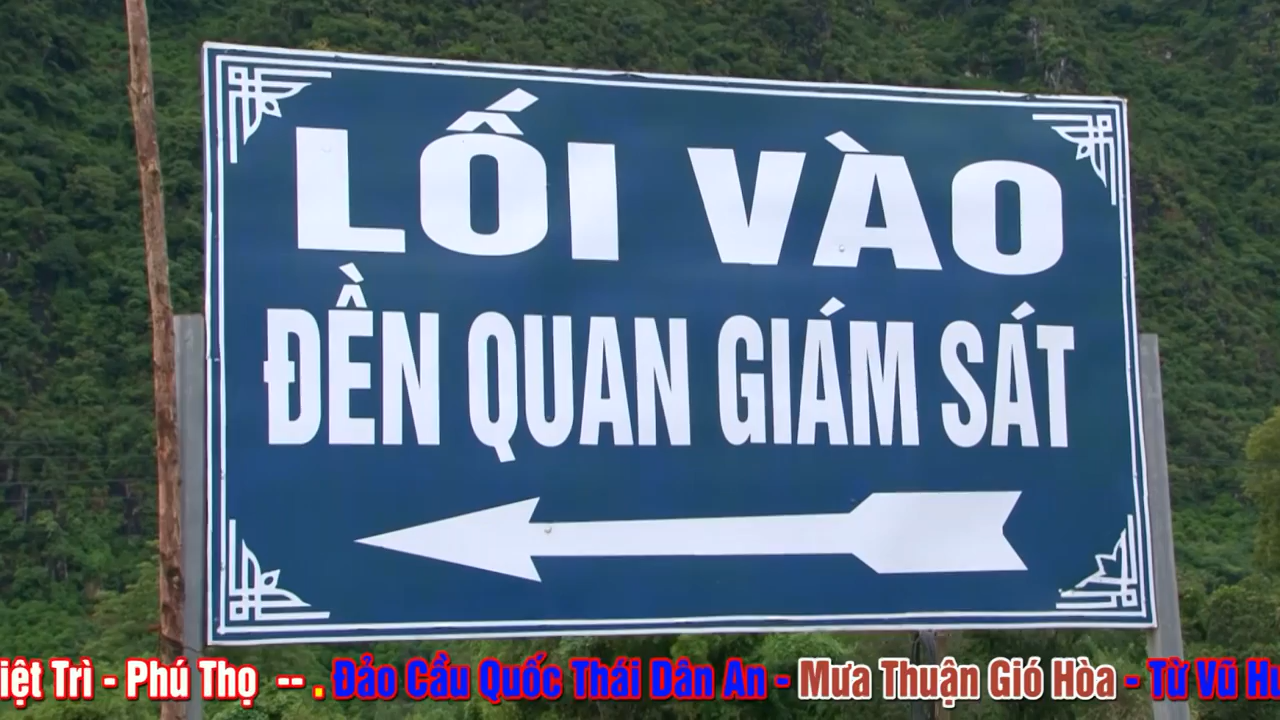 LỐI VÀO
ĐỀN QUAN GIÁM SÁT
Trì - Phú Thọ -- . Đảo Cầu Quốc Thái Dân An - Mưa Thuận Gió Hòa - Từ Vũ